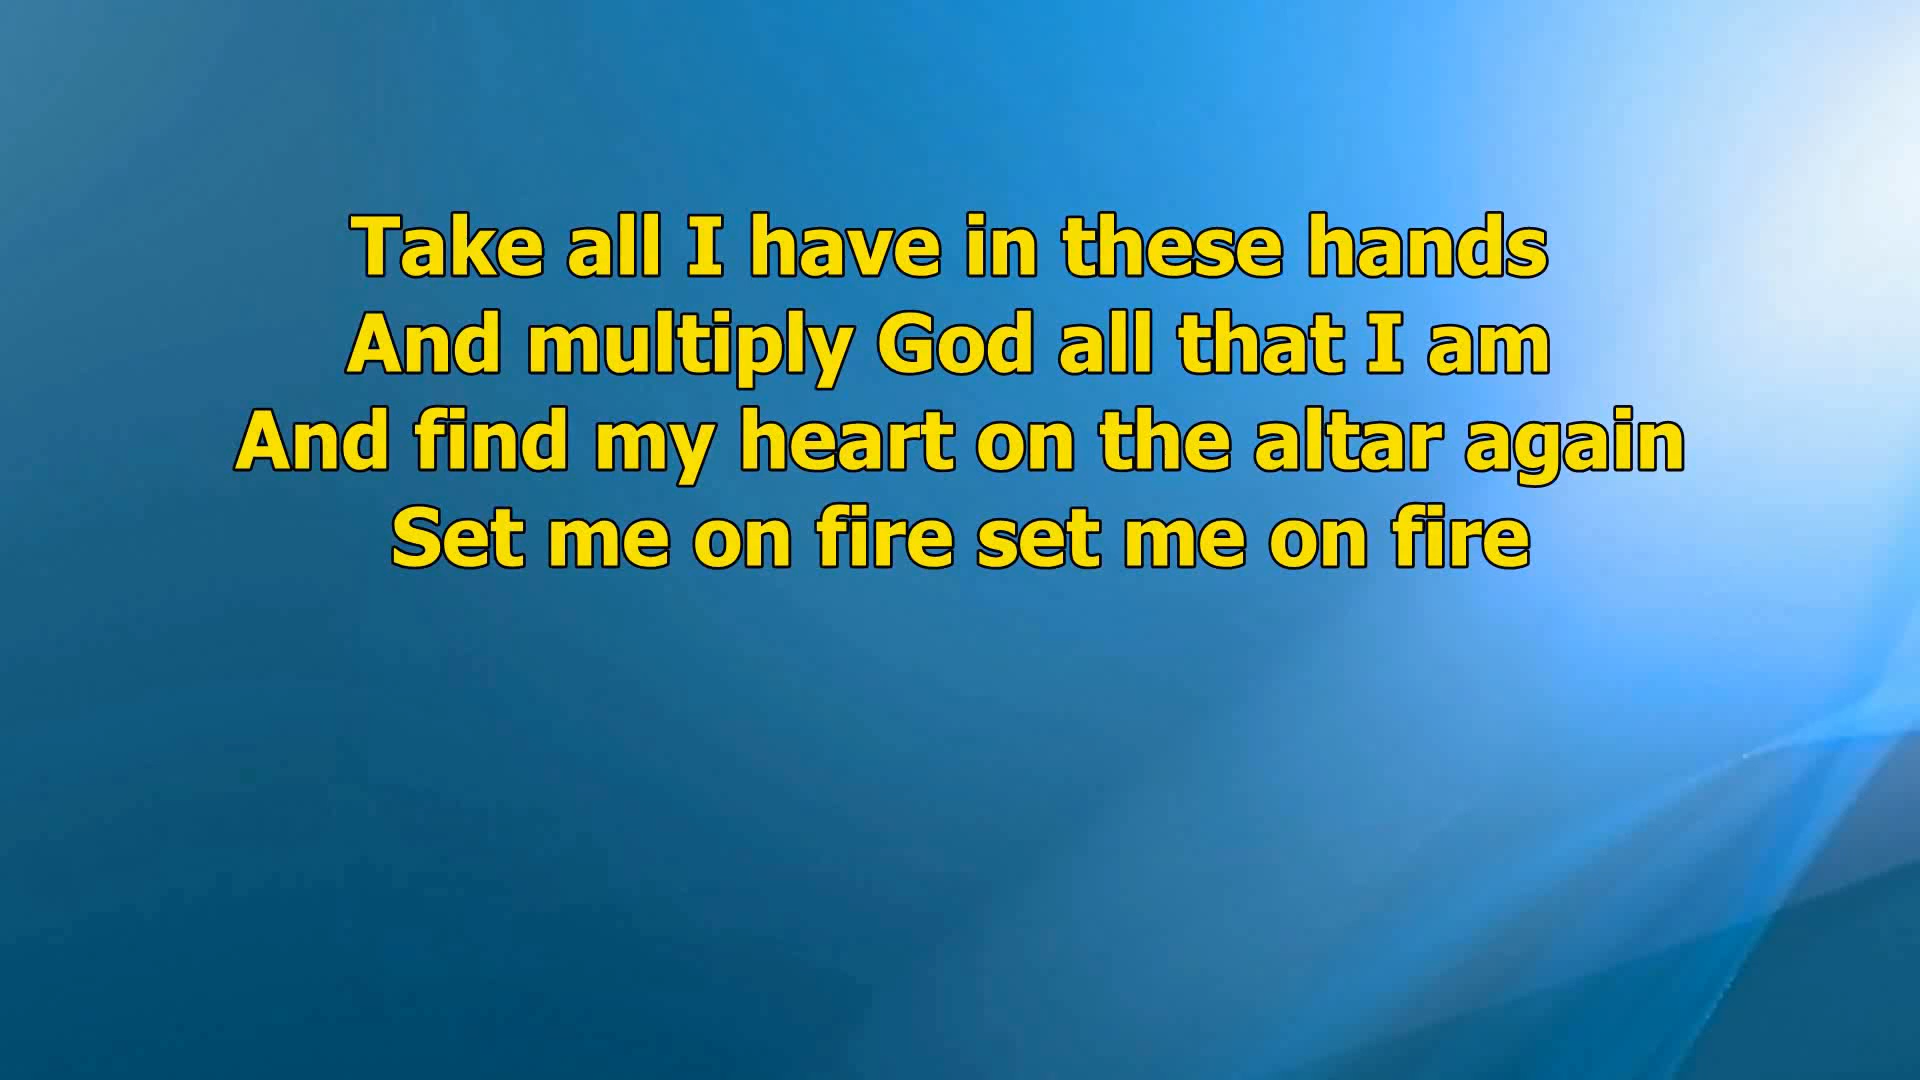 Take all I have in these hands
And multiply God all that I am
And find my heart on the altar again
Set me on fire set me on fire